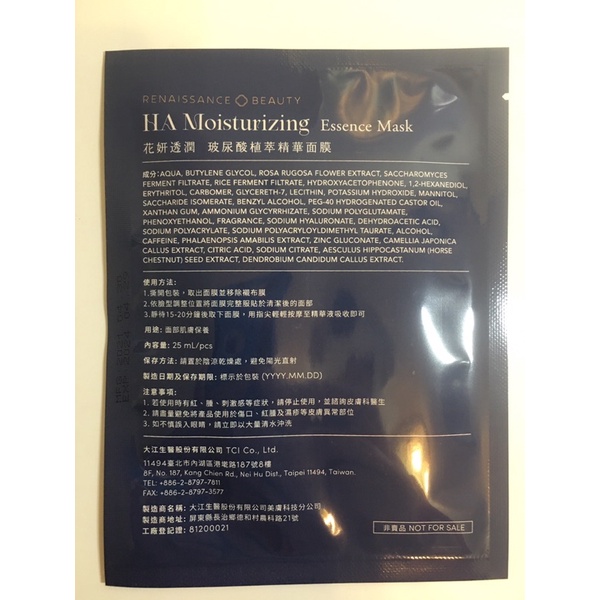 RENAISSANCE BEAUTY
HA Moisturizing Essence Mask
花妍透潤 玻尿酸植萃精華面膜
成分:AQUA, BUTYLENE GLYCOL, ROSA RUGOSA FLOWER EXTRACT, SACCHAROMYCES
FERMENT FILTRATE, RICE FERMENT FILTRATE, HYDROXYACETOPHENONE, 1,2-HEXANEDIOL,
ERYTHRITOL, CARBOMER, GLYCERETH-7, LECITHIN, POTASSIUM HYDROXIDE, MANNITOL,
SACCHARIDE ISOMERATE, BENZYL ALCOHOL, PEG-40 HYDROGENATED CASTOR OIL,
XANTHAN GUM, AMMONIUM GLYCYRRHIZATE, SODIUM POLYGLUTAMATE,
PHENOXYETHANOL, FRAGRANCE, SODIUM HYALURONATE, DEHYDROACETIC ACID,
SODIUM POLYACRYLATE, SODIUM POLYACRYLOYLDIMETHYL TAURATE, ALCOHOL,
CAFFEINE, PHALAENOPSIS AMABILIS EXTRACT, ZINC GLUCONATE, CAMELLIA JAPONICA
CALLUS EXTRACT, CITRIC ACID, SODIUM CITRATE, AESCULUS HIPPOCASTANUM (HORSE
CHESTNUT) SEED EXTRACT, DENDROBIUM CANDIDUM CALLUS EXTRACT.
使用方法:
1.撕開包裝，取出面膜並移除襯布膜
2.依臉型調整位置將面膜完整服貼於清潔後的面部
3.靜待15-20分鐘後取下面膜，用指尖輕輕按摩至精華液吸收即可
用途: 面部肌膚保養
內容量: 25 mL/pcs
保存方法: 請置於陰涼乾燥處，避免陽光直射
製造日期及保存期限: 標示於包裝 (YYYY.MM.DD)
注意事項:
1. 若使用時有紅、腫、刺激感等症狀，請停止使用，並諮詢皮膚科醫生
2. 請盡量避免將產品使用於傷口、紅腫及濕疹等皮膚異常部位
3. 如不慎誤入眼睛，請立即以大量清水沖洗
大江生醫股份有限公司 TCI Co., Ltd.
11494臺北市內湖區港墘路187號8樓
8F, No. 187, Kang Chien Rd., Nei Hu Dist., Taipei 11494, Taiwan.
TEL: +886-2-8797-7811
FAX: +886-2-8797-3577
製造商名稱: 大江生醫股份有限公司美膚科技分公司
製造商地址: 屏東縣長治鄉德和村農科路21號
工廠登記證: 81200021
非賣品 NOT FOR SALE